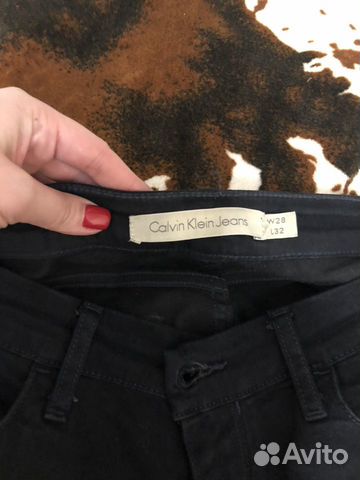 Calvin Klein Jeans
W28
L32
Avito